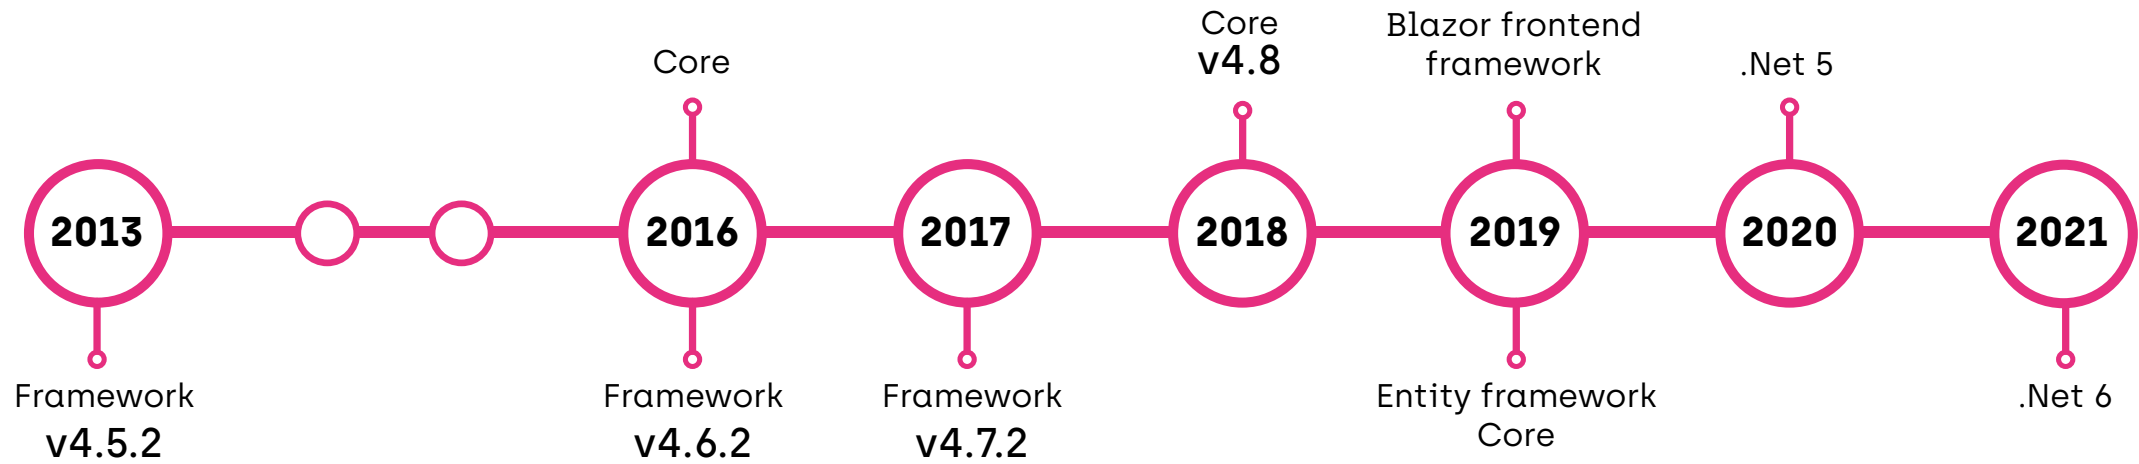 2013
Framework
v4.5.2
Core
2016
Framework
v4.6.2
2017
Framework
v4.7.2
Core
v4.8
2018
Blazor frontend
framework
2019
Entity framework
Core
.Net 5
2020
2021
.Net 6